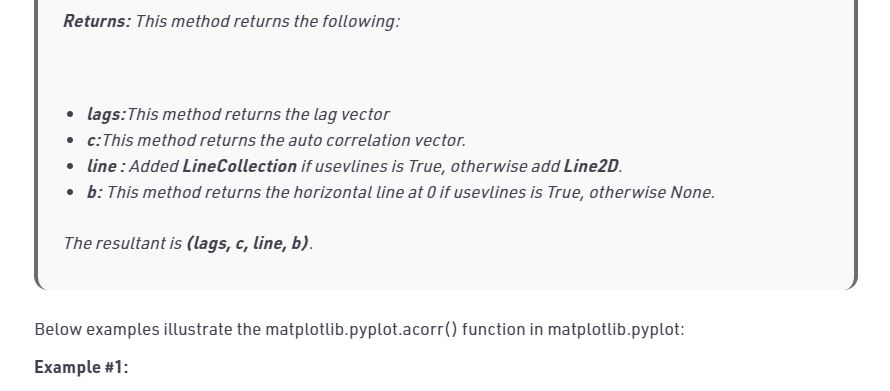 Returns: This method returns the following:
lags:This method returns the lag vector
c:This method returns the auto correlation vector.
line : Added LineCollection if usevlines is True, otherwise add Line2D.
b: This method returns the horizontal line at 0 if usevlines is True, otherwise None.
The resultant is (lags, c, line, b).
Below examples illustrate the matplotlib.pyplot.acorr() function in matplotlib.pyplot:
Example #1: